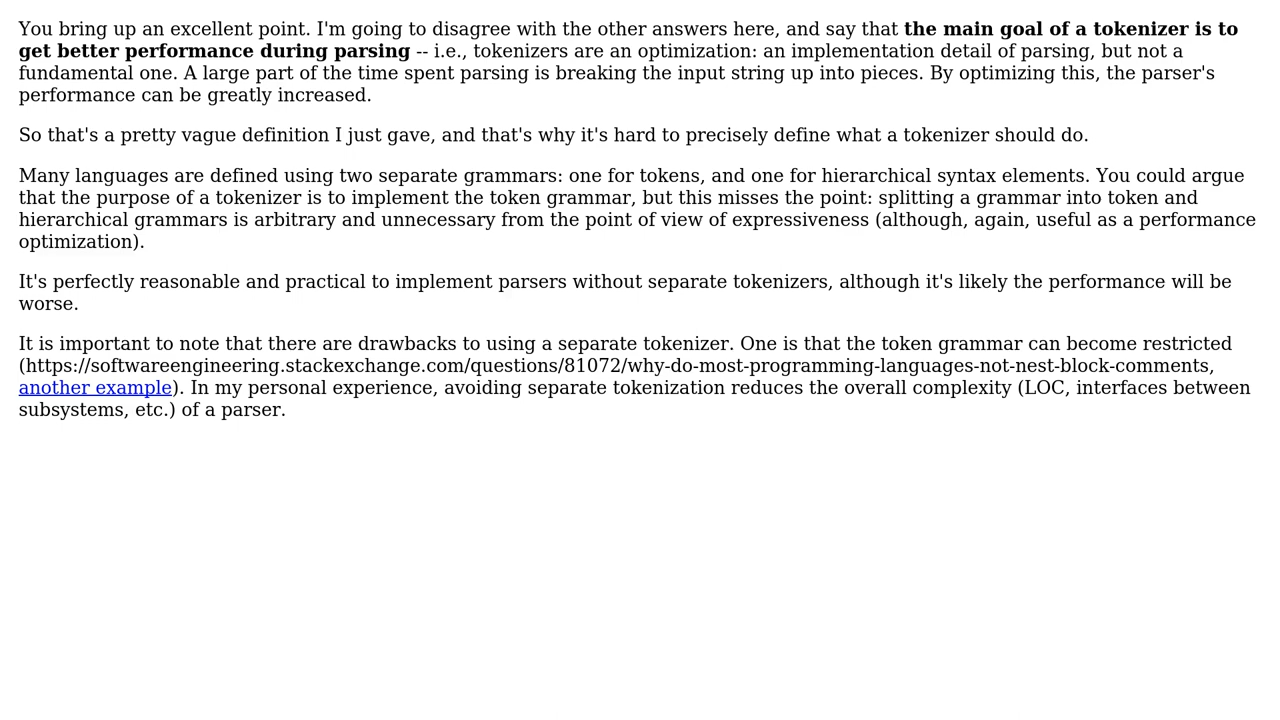 You bring up an excellent point. I'm going to disagree with the other answers here, and say that the main goal of a tokenizer is to
get better performance during parsing -- i.e., tokenizers are an optimization: an implementation detail of parsing, but not a
fundamental one. A large part of the time spent parsing is breaking the input string up into pieces. By optimizing this, the parser's
performance can be greatly increased.
So that's a pretty vague definition I just gave, and that's why it's hard to precisely define what a tokenizer should do.
Many languages are defined using two separate grammars: one for tokens, and one for hierarchical syntax elements. You could argue
that the purpose of a tokenizer is to implement the token grammar, but this misses the point: splitting a grammar into token and
hierarchical grammars is arbitrary and unnecessary from the point of view of expressiveness (although, again, useful as a performance
optimization).
It's perfectly reasonable and practical to implement parsers without separate tokenizers, although it's likely the performance will be
worse.
It is important to note that there are drawbacks to using a separate tokenizer. One is that the token grammar can become restricted
(https://softwareengineering.stackexchange.com/questions/81072/why-do-most-programming-languages-not-nest-block-comments,
another example). In my personal experience, avoiding separate tokenization reduces the overall complexity (LOC, interfaces between
subsystems, etc.) of a parser.